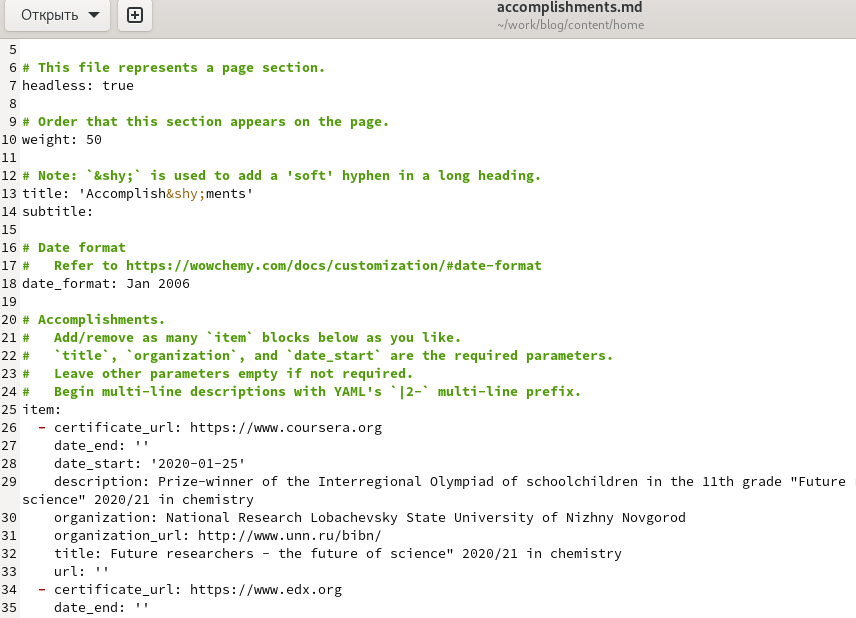 Открыть
accomplishments.md
~/work/blog/content/home
5
6 # This file represents a page section.
7 headless: true
8
9 # Order that this section appears on the page.
10 weight: 50
11
12 # Note: `&shy;` is used to add a 'soft' hyphen in a long heading.
13 title: 'Accomplish&shy;ments'
14 subtitle:
15
16 # Date format
17 #   Refer to https://wowchemy.com/docs/customization/#date-format
18 date_format: Jan 2006
19
20 # Accomplishments.
21 #   Add/remove as many `item` blocks below as you like.
22 #   `title`, `organization`, and `date_start` are the required parameters.
23 #   Leave other parameters empty if not required.
24 #   Begin multi-line descriptions with YAML's `|2-` multi-line prefix.
25 item:
26   - certificate_url: https://www.coursera.org
27     date_end: ''
28     date_start: '2020-01-25'
29     description: Prize-winner of the Interregional Olympiad of schoolchildren in the 11th grade "Future
science" 2020/21 in chemistry
30     organization: National Research Lobachevsky State University of Nizhny Novgorod
31     organization_url: http://www.unn.ru/bibn/
32     title: Future researchers - the future of science" 2020/21 in chemistry
33     url: ''
34   - certificate_url: https://www.edx.org
35     date_end: ''